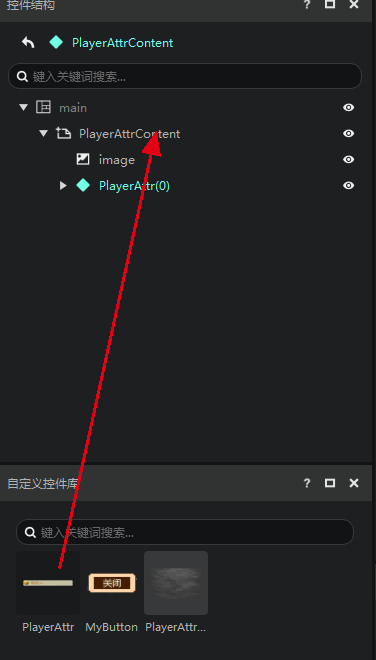 控件结构
PlayerAttrContent
键入关键词搜索...
main
PlayerAttrContent
image
PlayerAttr(0)
自定义控件库
键入关键词搜索...
关闭
PlayerAttr
MyButton
PlayerAttr...